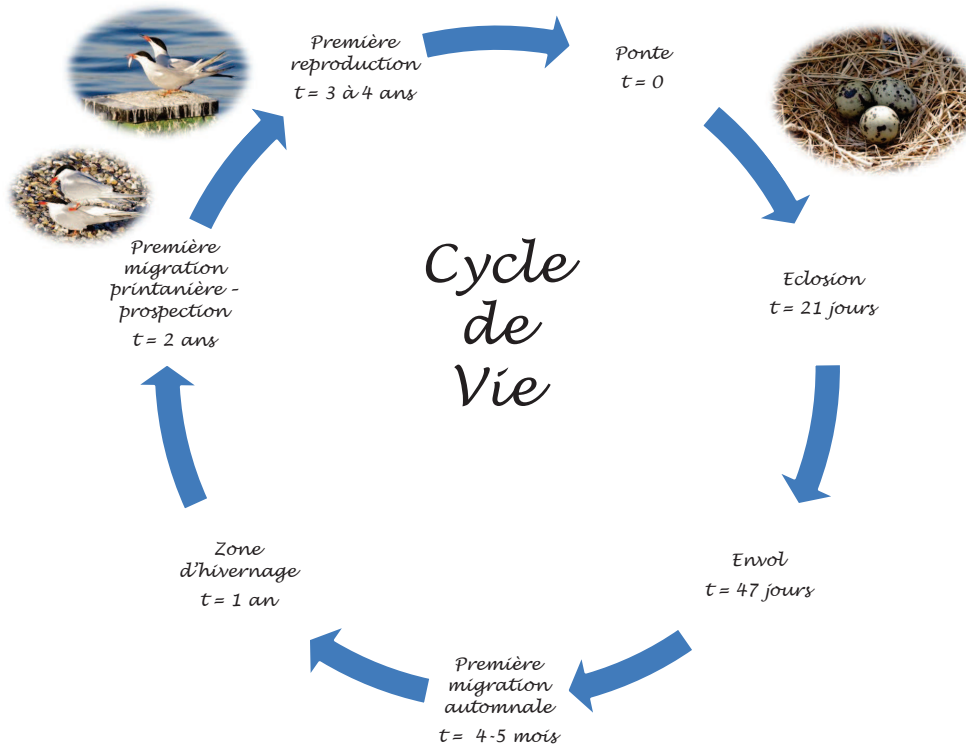 Cycle
de
Vie
Ponte
t = 0
Eclosion
t = 21 jours
Envol
t = 47 jours
Première
migration
automnale
t = 4-5 mois
Zone
d'hivernage
t = 1 an
Première
migration
printanière –
prospection
t = 2 ans
Première
reproduction
t = 3 à 4 ans